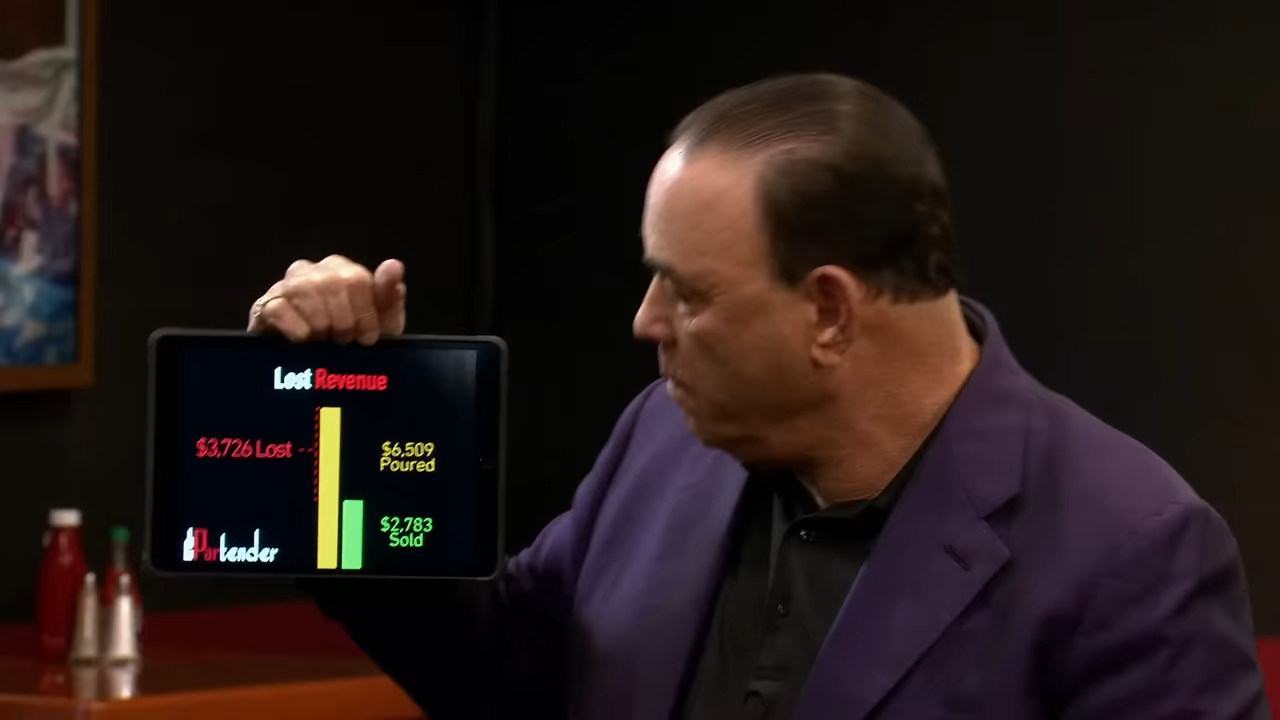 Lost Revenue
$3,726 Lost
$6,509
Poured
$2,783
Sold
Partender